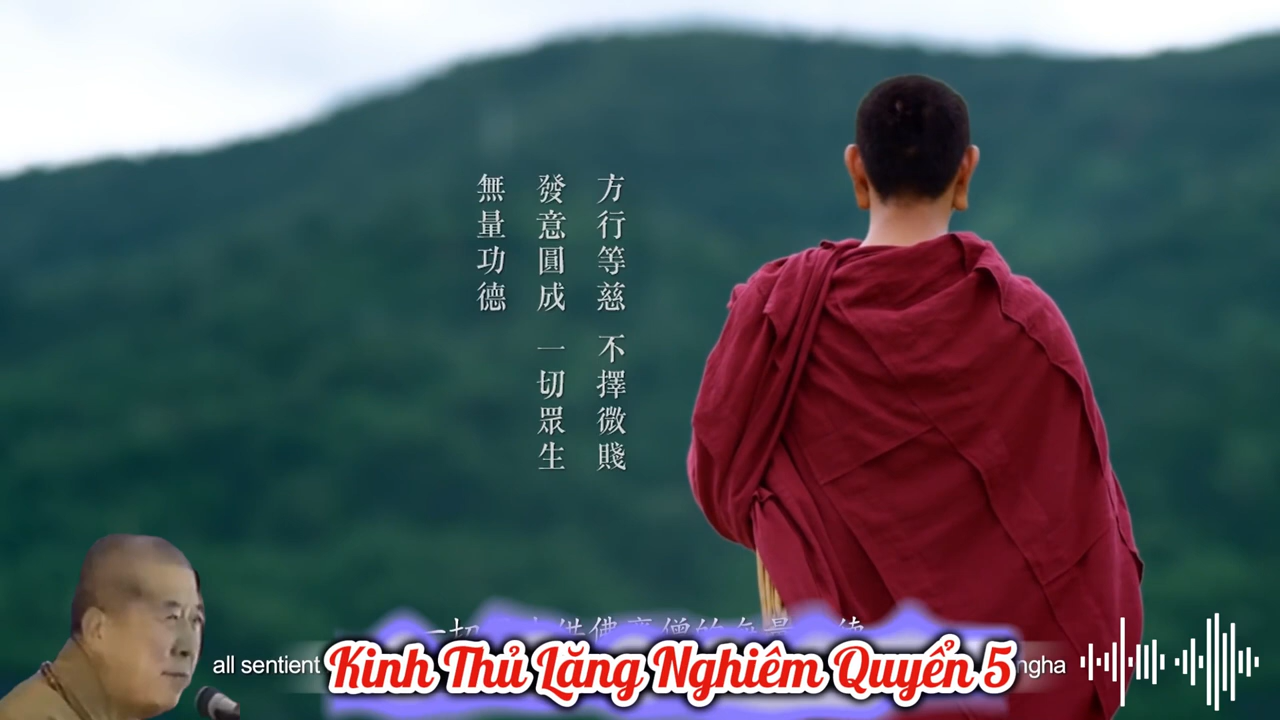 方行等慈 不擇微賤
發意圓成 一切眾生
無量功德
all sentient
Kinh Thủ Lăng Nghiêm Quyển 5